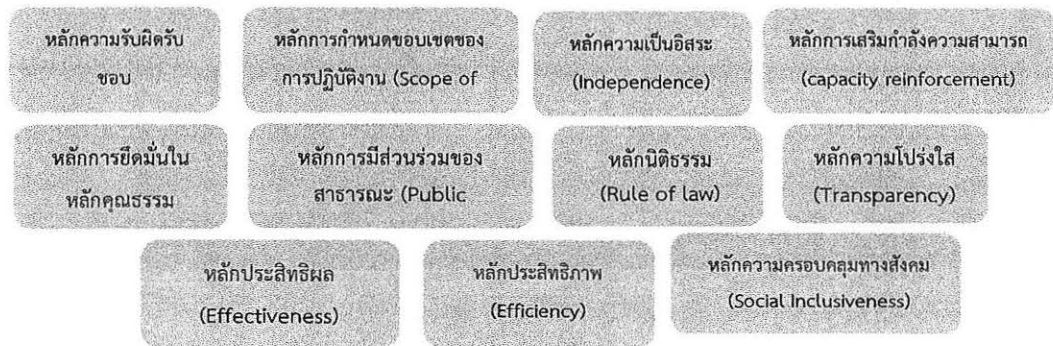 หลักความรับผิดรับ
ชอบ
หลักการกำหนดขอบเขตของ
การปฏิบัติงาน (Scope of
หลักความเป็นอิสระ
(Independence)
หลักการเสริมกำลังความสามารถ
(capacity reinforcement)
หลักการยึดมั่นใน
หลักคุณธรรม
หลักการมีส่วนร่วมของ
สาธารณะ (Public
หลักนิติธรรม
(Rule of law)
หลักความโปร่งใส
(Transparency)
หลักประสิทธิผล
(Effectiveness)
หลักประสิทธิภาพ
(Efficiency)
หลักความครอบคลุมทางสังคม
(Social Inclusiveness)